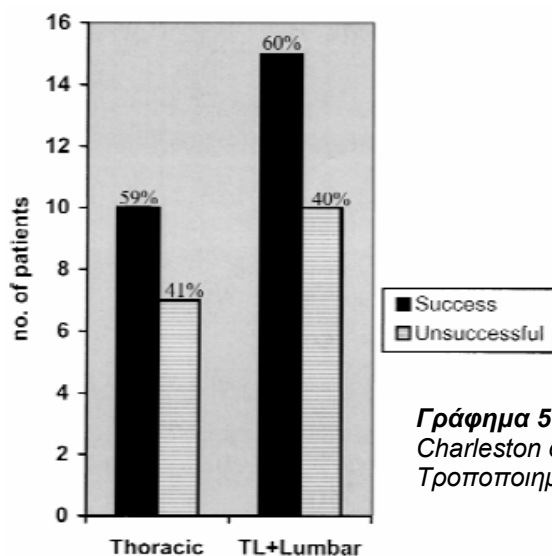 16
14
12
10
8
6
4
2
0
no. of patients
59%
41%
60%
40%
Thoracic
TL+Lumbar
Success
Unsuccessful
Γράφημα 5
Charleston
Τροποποιημ